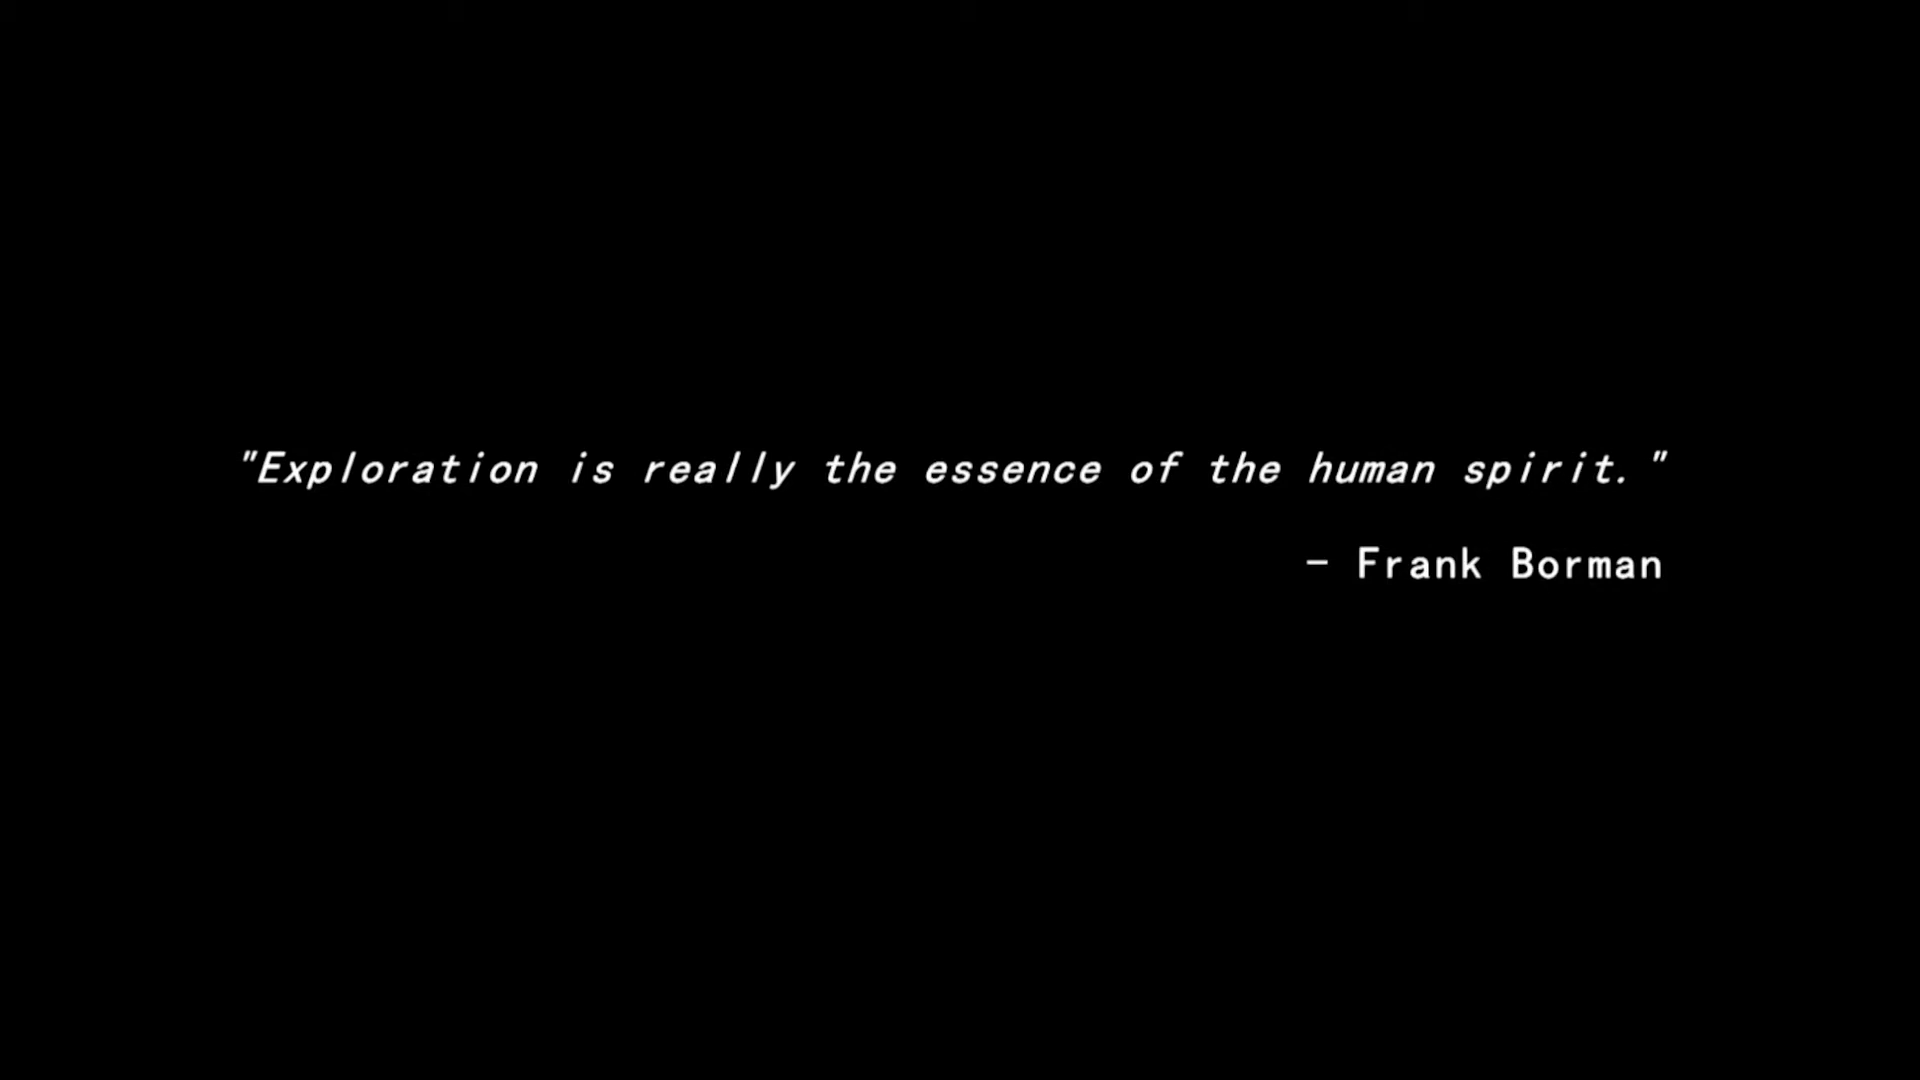 "Exploration is really the essence of the human spirit."
– Frank Borman